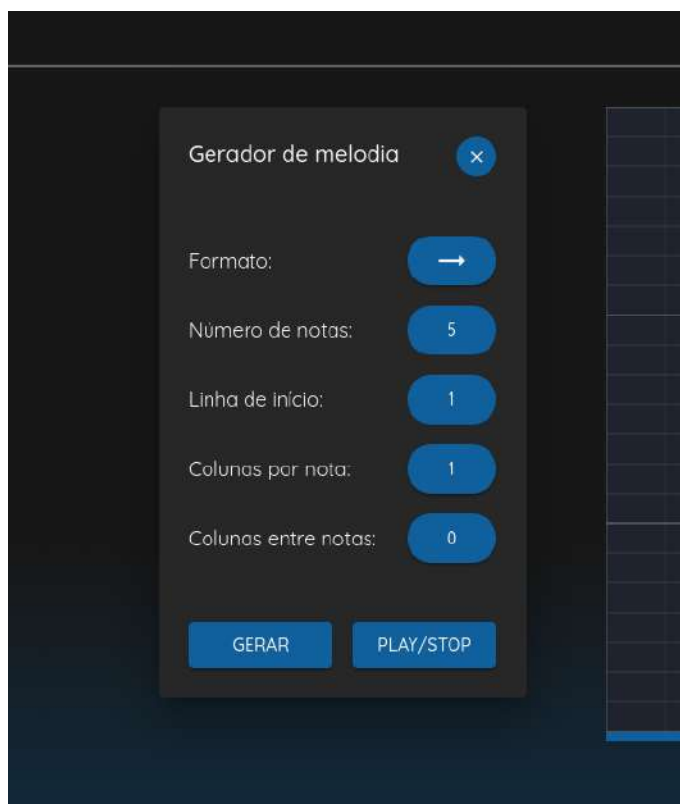 Gerador de melodia
Formato:
Número de notas: 5
Linha de início: 1
Colunas por nota: 1
Colunas entre notas: 0
GERAR PLAY/STOP